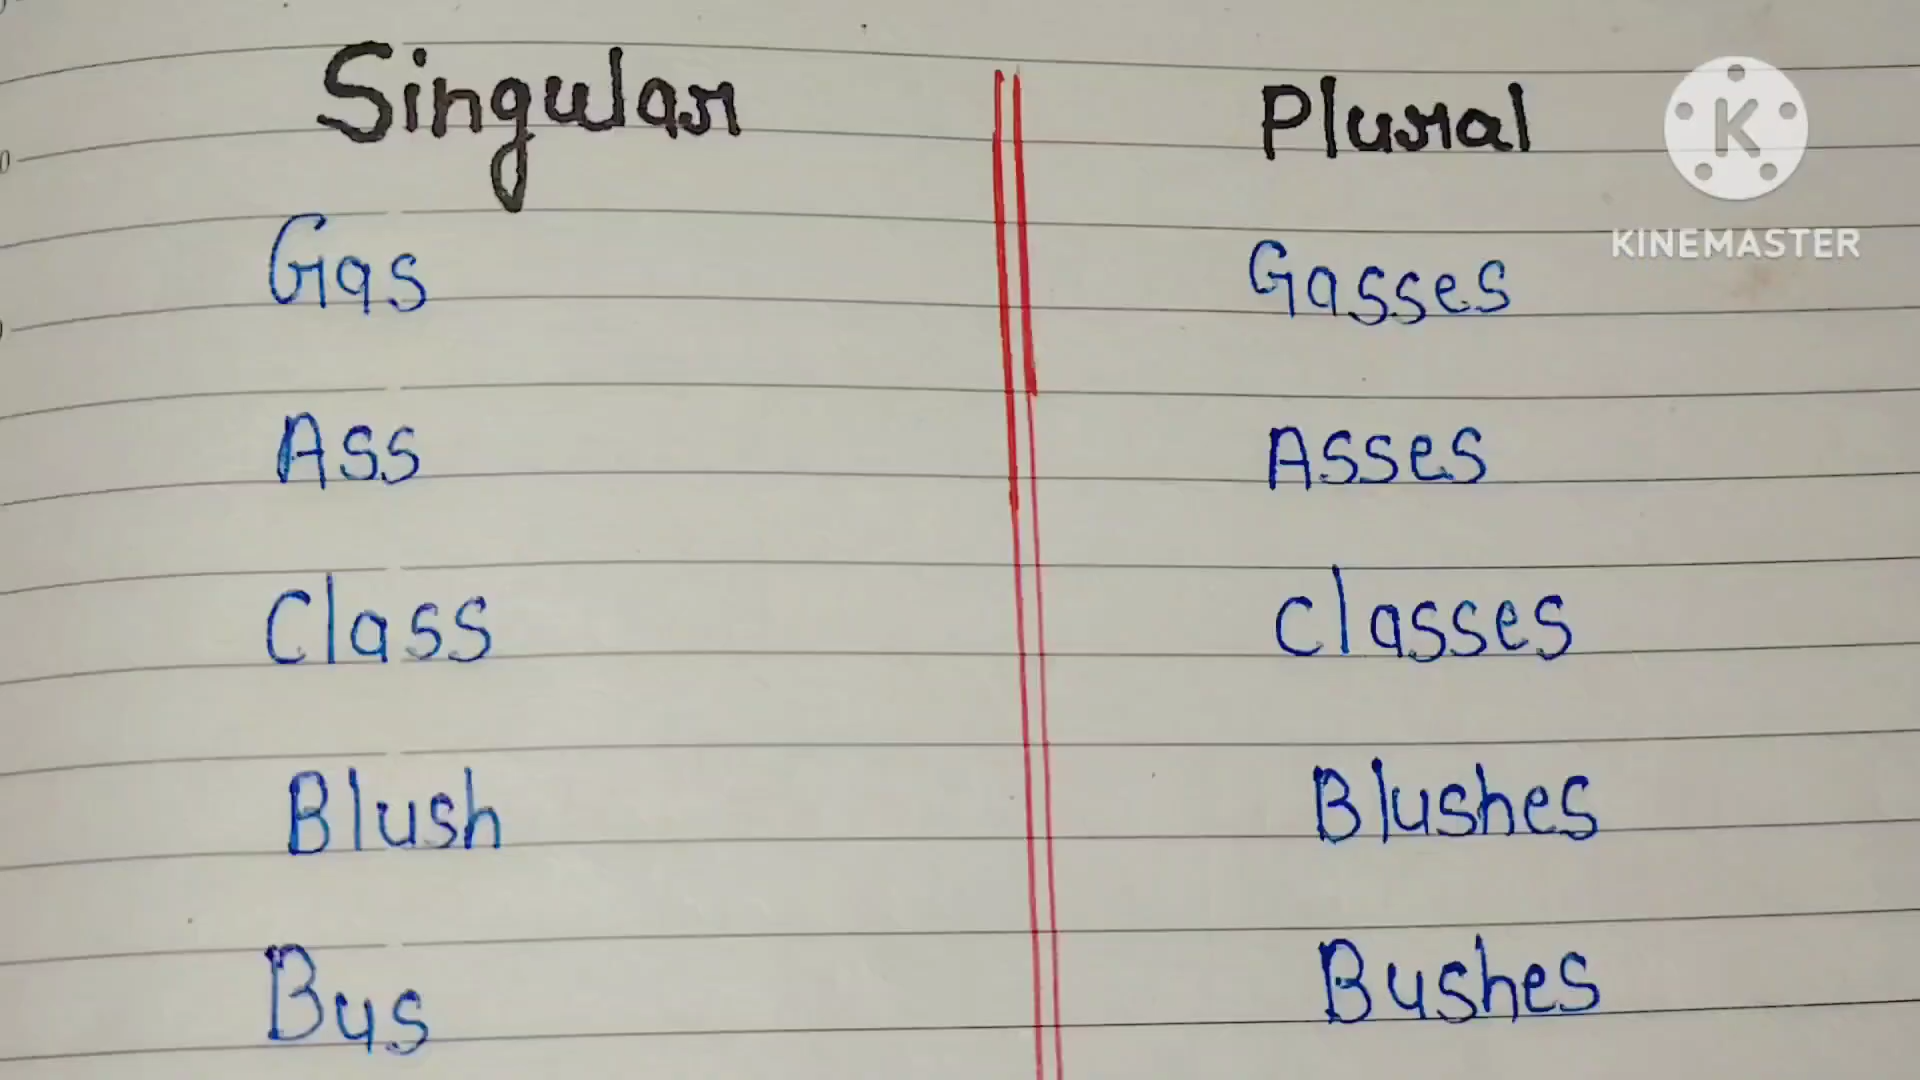 Singular Plural
KINEMASTER
Gas Gasses
Ass Asses
Class Classes
Blush Blushes
Bus Bushes